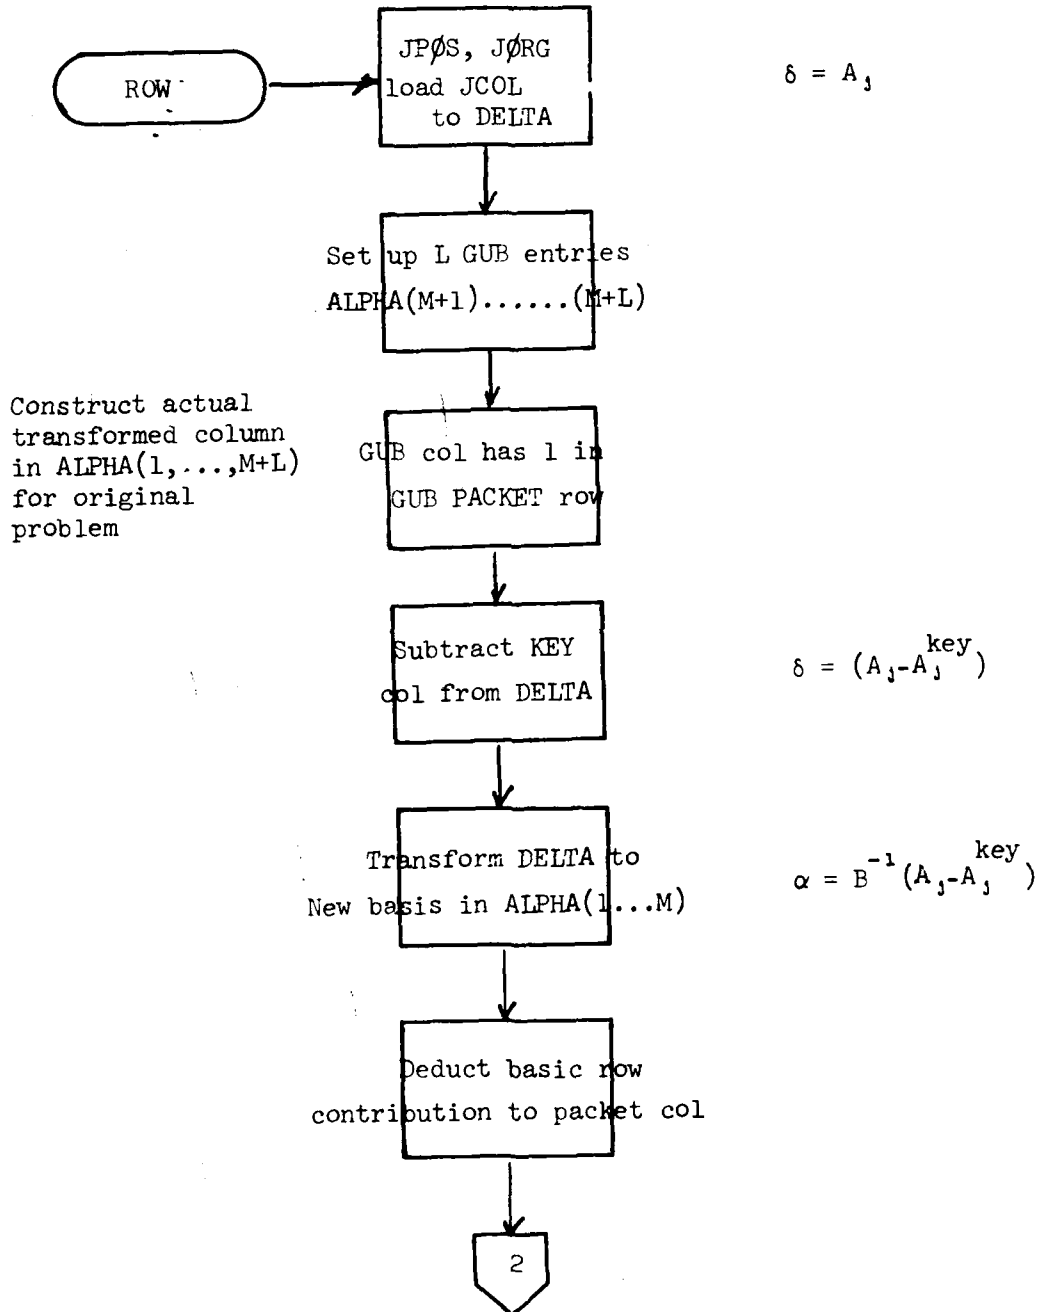 ROW
JPØS, JØRG
load JCOL
to DELTA
δ = A_j
Set up L GUB entries
ALPHA(M+1)......(M+L)
Construct actual
transformed column
in ALPHA(1,...,M+L)
for original
problem
GUB col has 1 in
GUB PACKET row
Subtract KEY
col from DELTA
δ = (A_j-A_j^key)
Transform DELTA to
New basis in ALPHA(1...M)
α = B^-1(A_j-A_j^key)
Deduct basic row
contribution to packet col
2